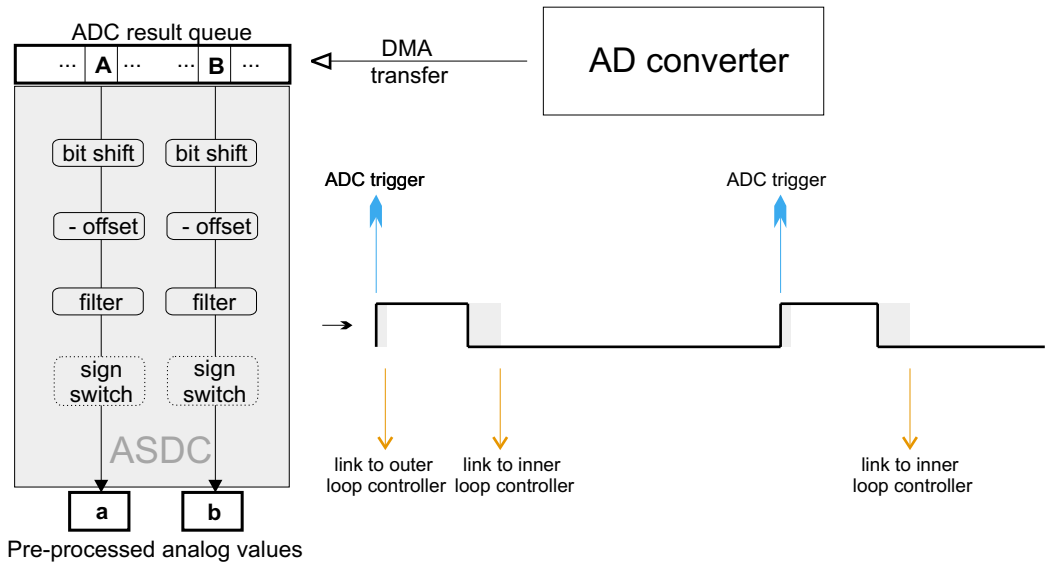 ADC result queue
... A ... ... B ...
DMA
transfer
AD converter
bit shift bit shift
- offset - offset
filter filter
sign
switch
sign
switch
ASDC
a b
Pre-processed analog values
ADC trigger
ADC trigger
link to outer
loop controller
link to inner
loop controller
link to inner
loop controller